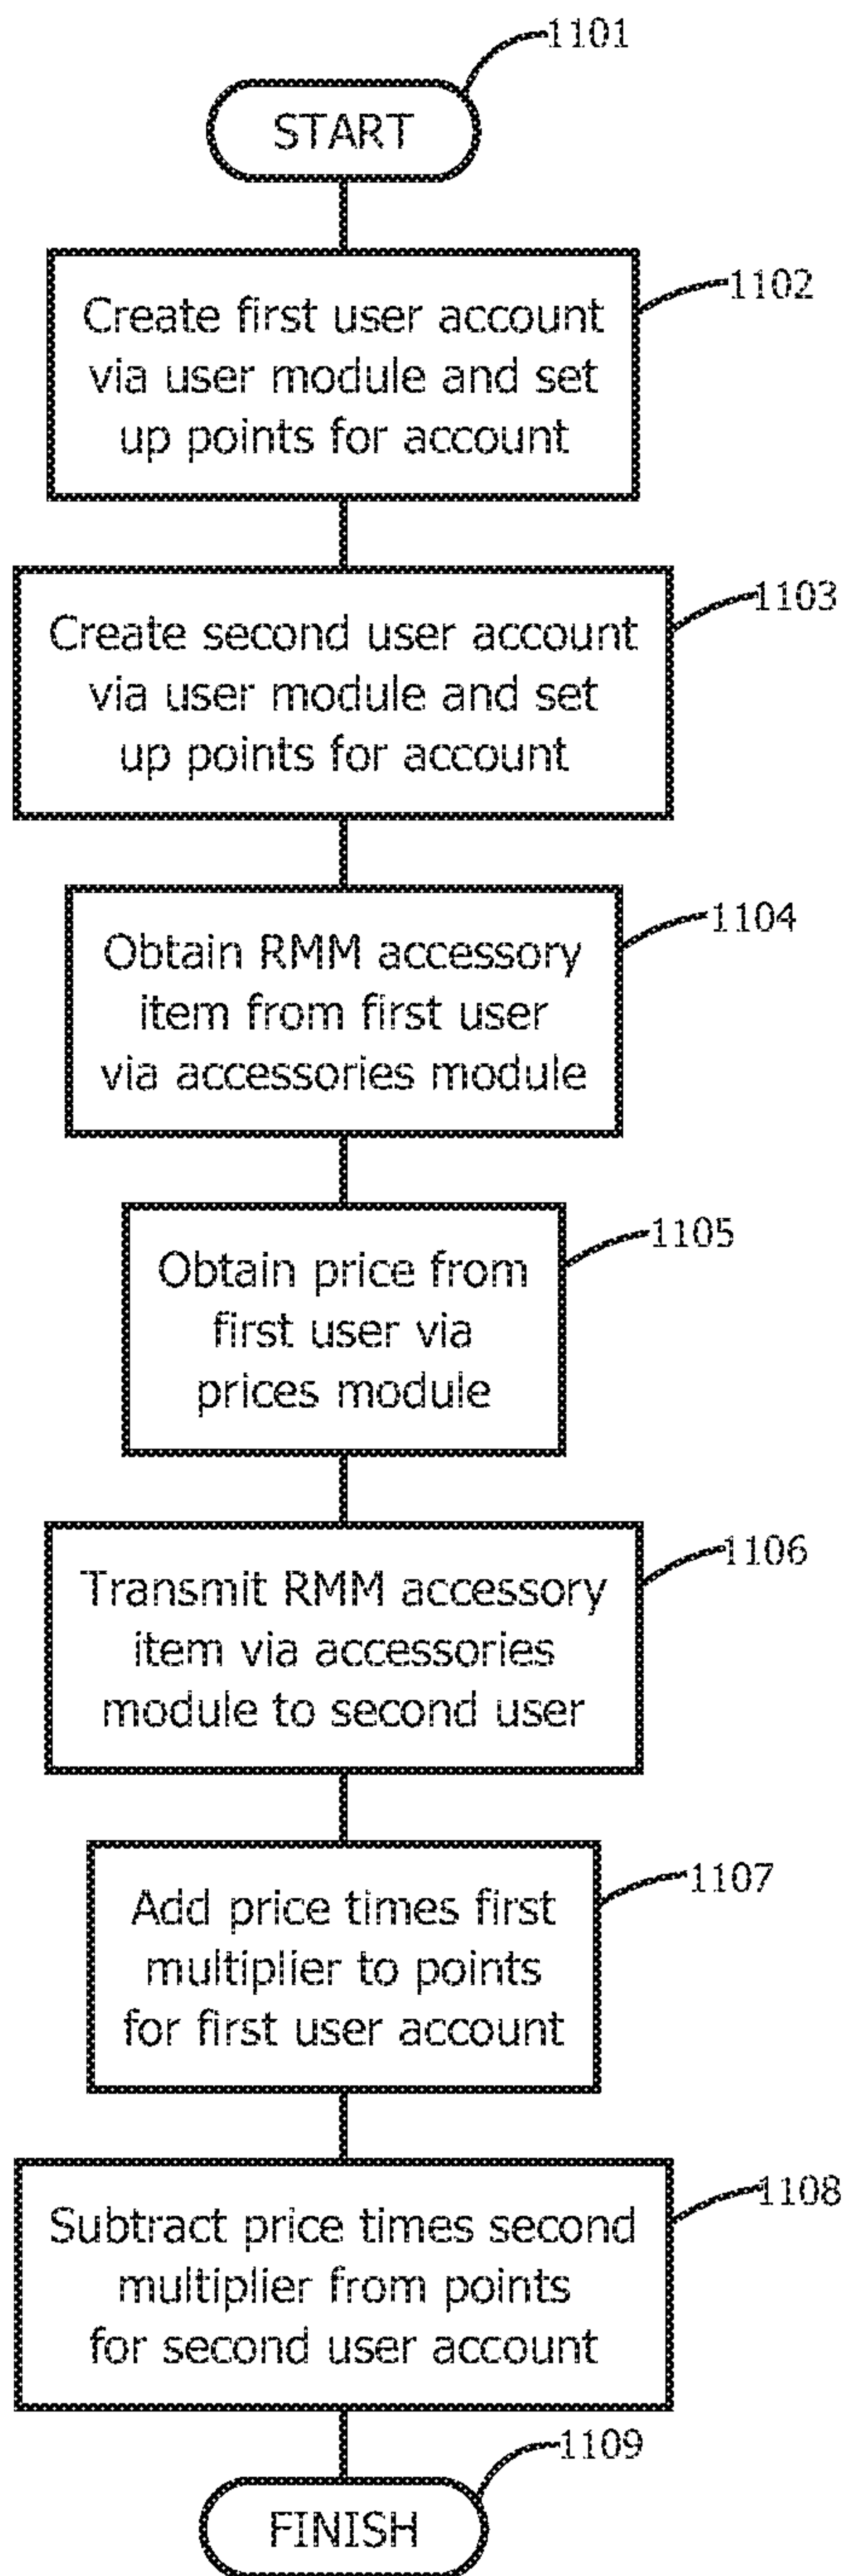 1101
START
1102
Create first user account
via user module and set
up points for account
1103
Create second user account
via user module and set
up points for account
1104
Obtain RMM accessory
item from first user
via accessories module
1105
Obtain price from
first user via
prices module
1106
Transmit RMM accessory
item via accessories
module to second user
1107
Add price times first
multiplier to points
for first user account
1108
Subtract price times second
multiplier from points
for second user account
1109
FINISH